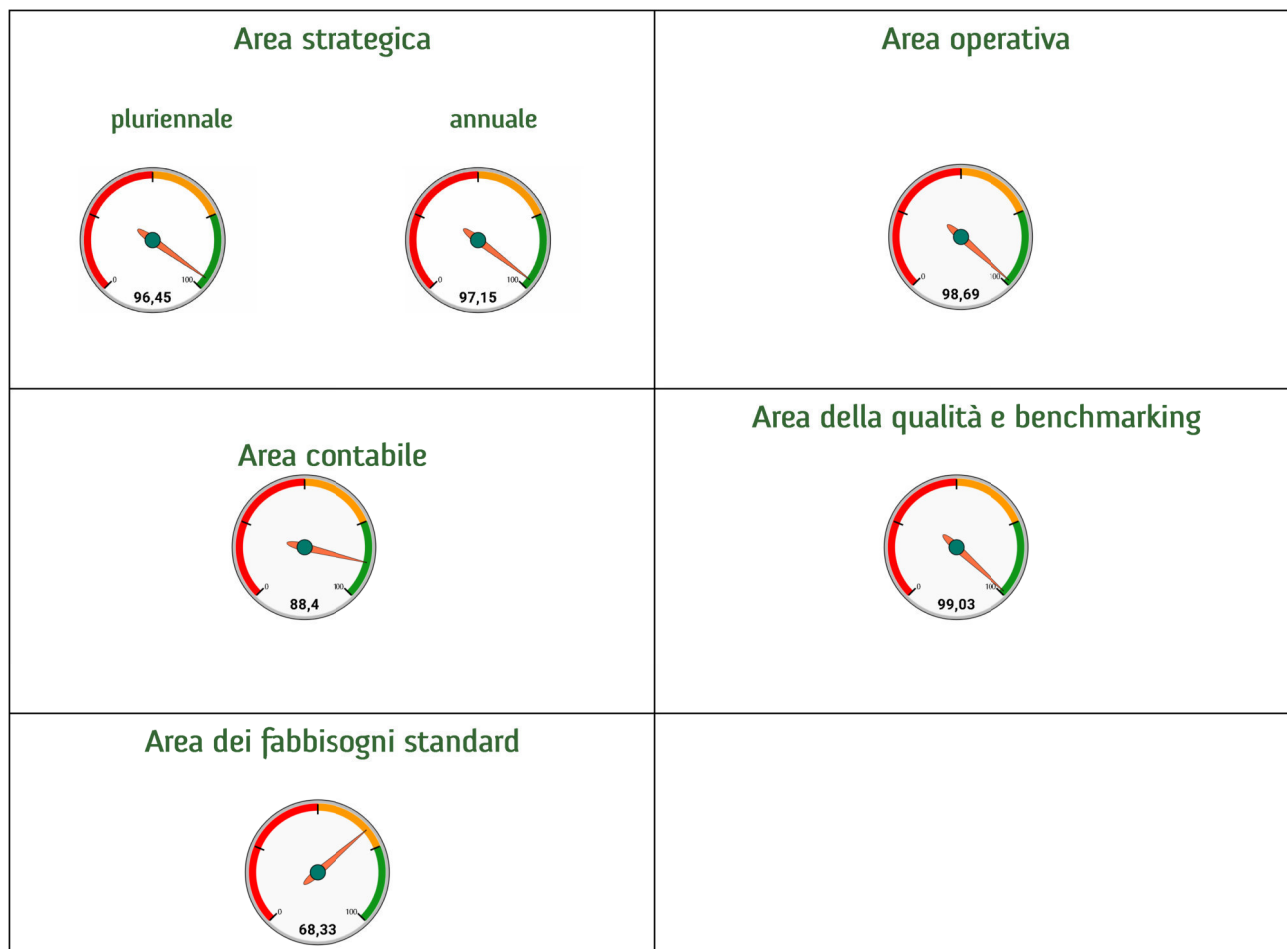 Area strategica
pluriennale
annuale
0
100
96,45
0
100
97,15
Area operativa
0
100
98,69
Area contabile
0
100
88,4
Area della qualità e benchmarking
0
100
99,03
Area dei fabbisogni standard
0
100
68,33